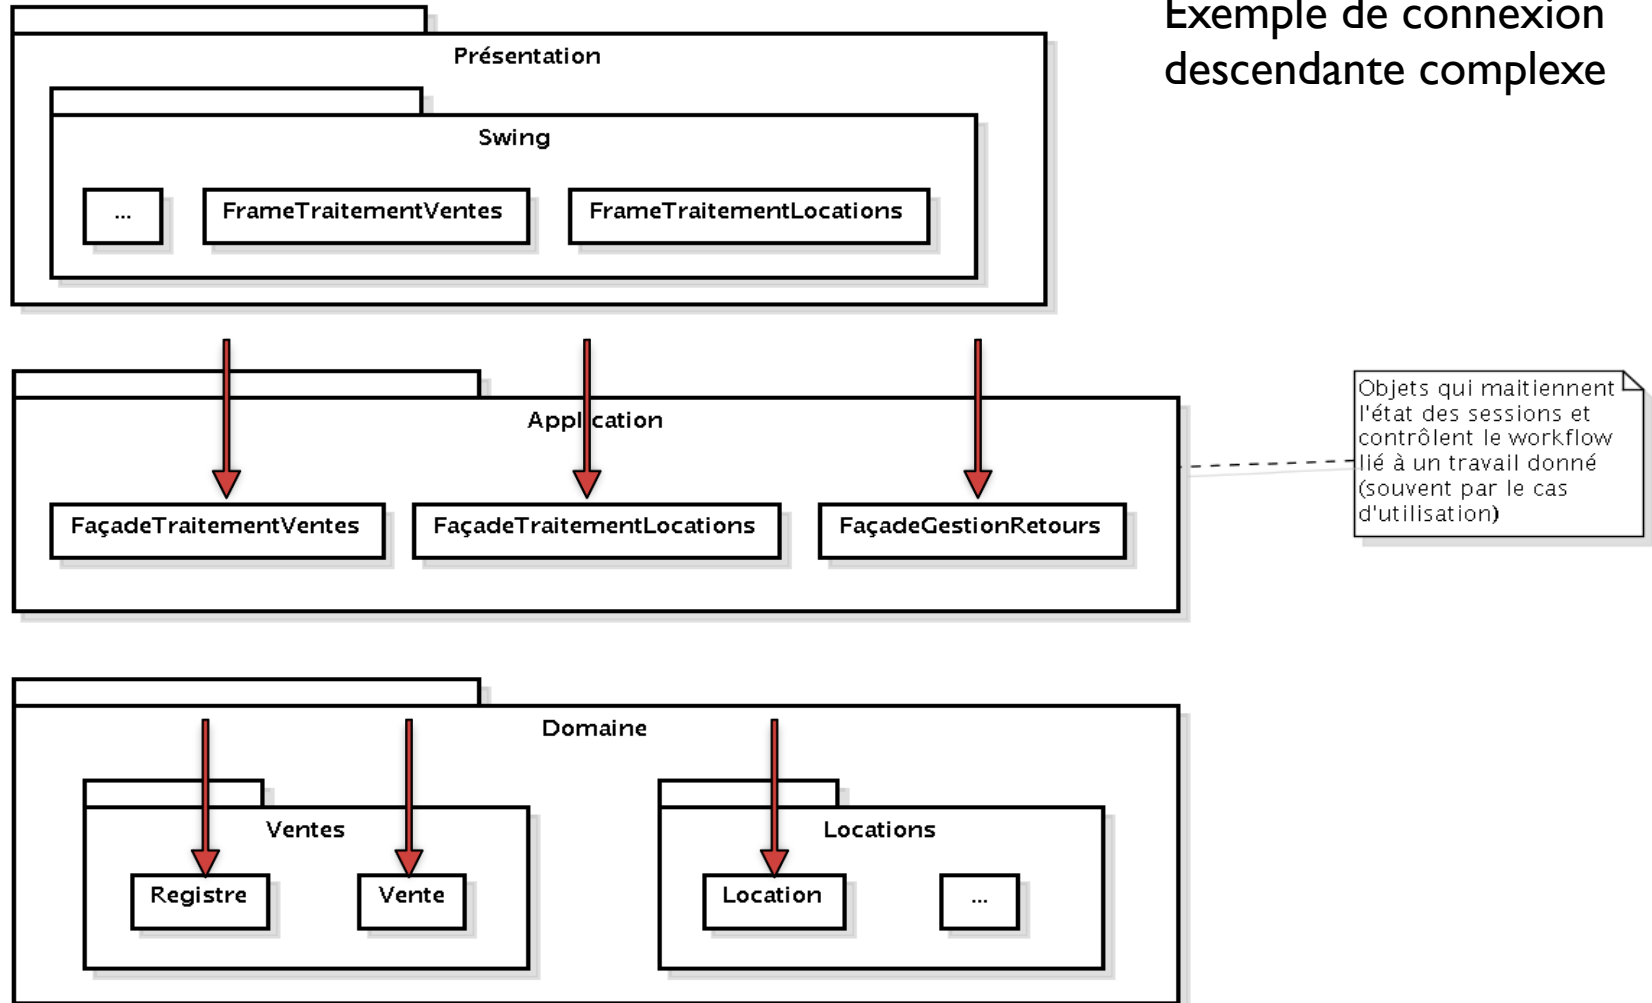 Exemple de connexion
descendante complexe
Présentation
Swing
...
FrameTraitementVentes
FrameTraitementLocations
Application
FaçadeTraitementVentes
FaçadeTraitementLocations
FaçadeGestionRetours
Objets qui maitiennent
l'état des sessions et
contrôlent le workflow
lié à un travail donné
(souvent par le cas
d'utilisation)
Domaine
Ventes
Registre
Vente
Locations
Location
...